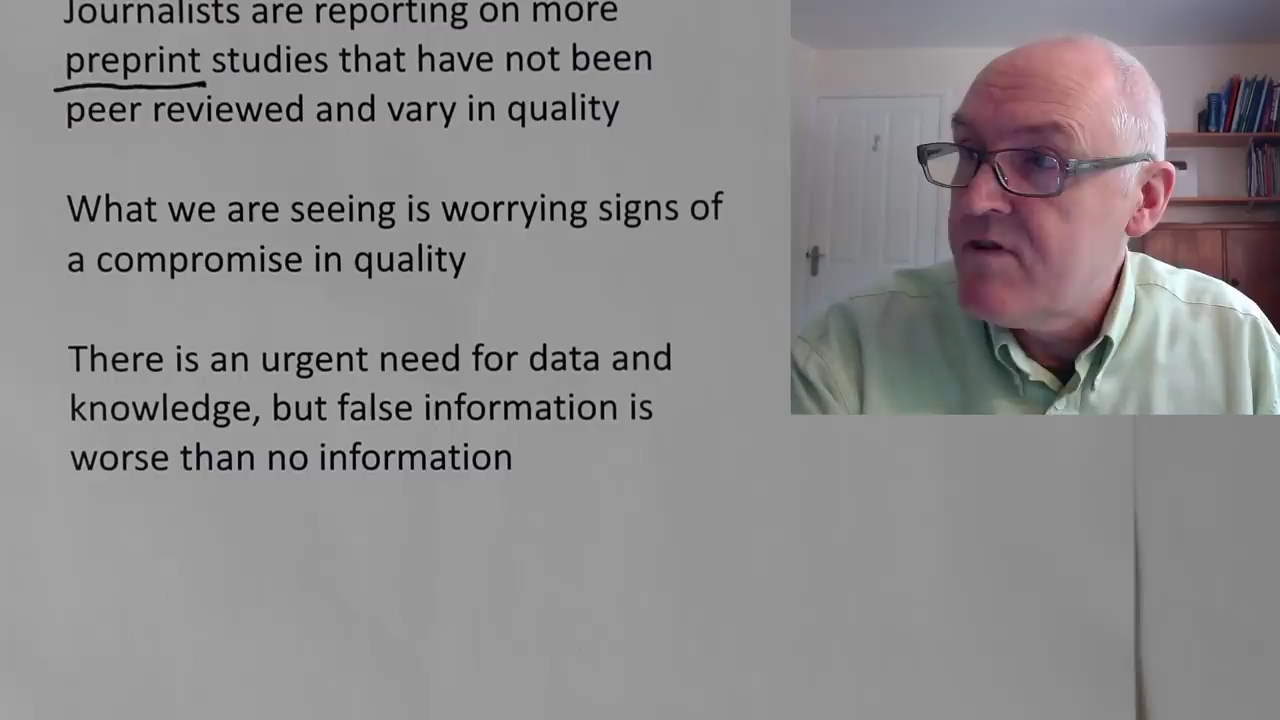 Journalists are reporting on more
preprint studies that have not been
peer reviewed and vary in quality
What we are seeing is worrying signs of
a compromise in quality
There is an urgent need for data and
knowledge, but false information is
worse than no information